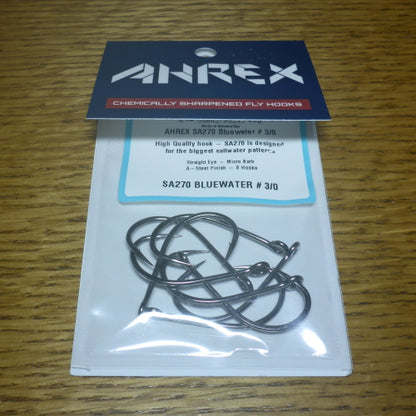 AHREX
CHEMICALLY SHARPENED FLY HOOKS
AHREX SA270 Bluewater # 3/0
High Quality hook — SA270 is designed
for the biggest saltwater patterns
Straight Eye — Micro Barb
A-Steel Finish — 8 Hooks
SA270 BLUEWATER # 3/0